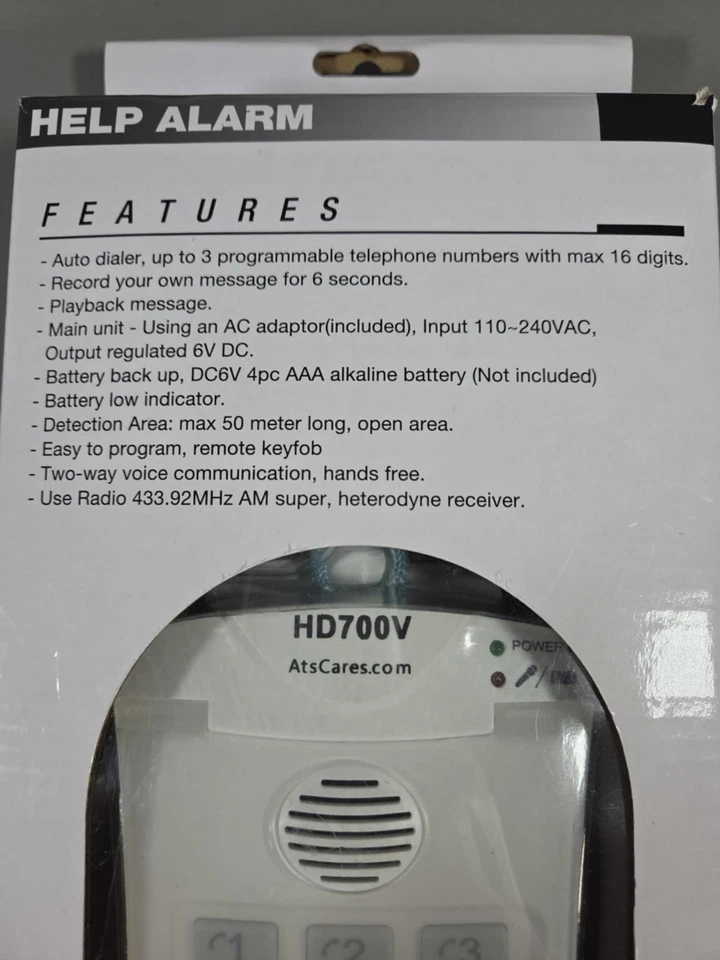 HELP ALARM
FEATURES
- Auto dialer, up to 3 programmable telephone numbers with max 16 digits.
- Record your own message for 6 seconds.
- Playback message.
- Main unit - Using an AC adaptor(included), Input 110~240VAC,
Output regulated 6V DC.
- Battery back up, DC6V 4pc AAA alkaline battery (Not included)
- Battery low indicator.
- Detection Area: max 50 meter long, open area.
- Easy to program, remote keyfob
- Two-way voice communication, hands free.
- Use Radio 433.92MHz AM super, heterodyne receiver.
HD700V
POWER
AtsCares.com
1 2 3